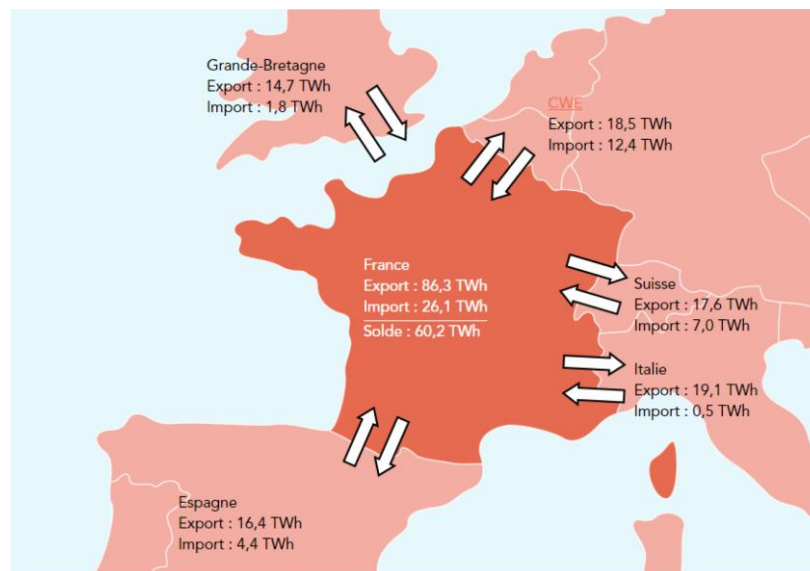 Grande-Bretagne
Export : 14,7 TWh
Import : 1,8 TWh
CWE
Export : 18,5 TWh
Import : 12,4 TWh
France
Export : 86,3 TWh
Import : 26,1 TWh
Solde : 60,2 TWh
Suisse
Export : 17,6 TWh
Import : 7,0 TWh
Italie
Export : 19,1 TWh
Import : 0,5 TWh
Espagne
Export : 16,4 TWh
Import : 4,4 TWh